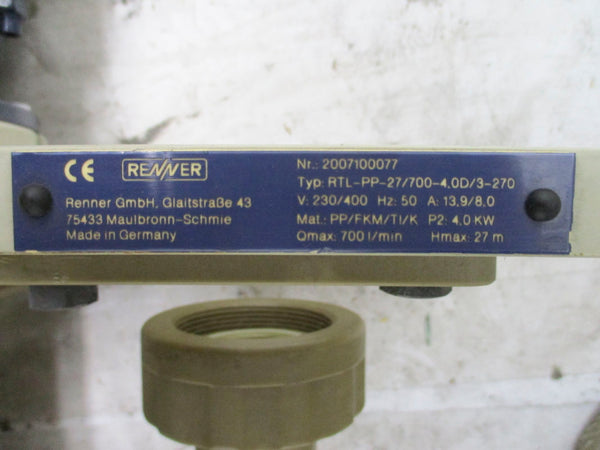 CE RENNER
Renner GmbH, Glaitstraße 43
75433 Maulbronn-Schmie
Made in Germany
Nr.: 2007100077
Typ: RTL-PP-27/700-4,0D/3-270
V: 230/400 Hz: 50 A: 13,9/8,0
Mat.: PP/FKM/TI/K P2: 4,0 KW
Qmax: 700 l/min Hmax: 27 m